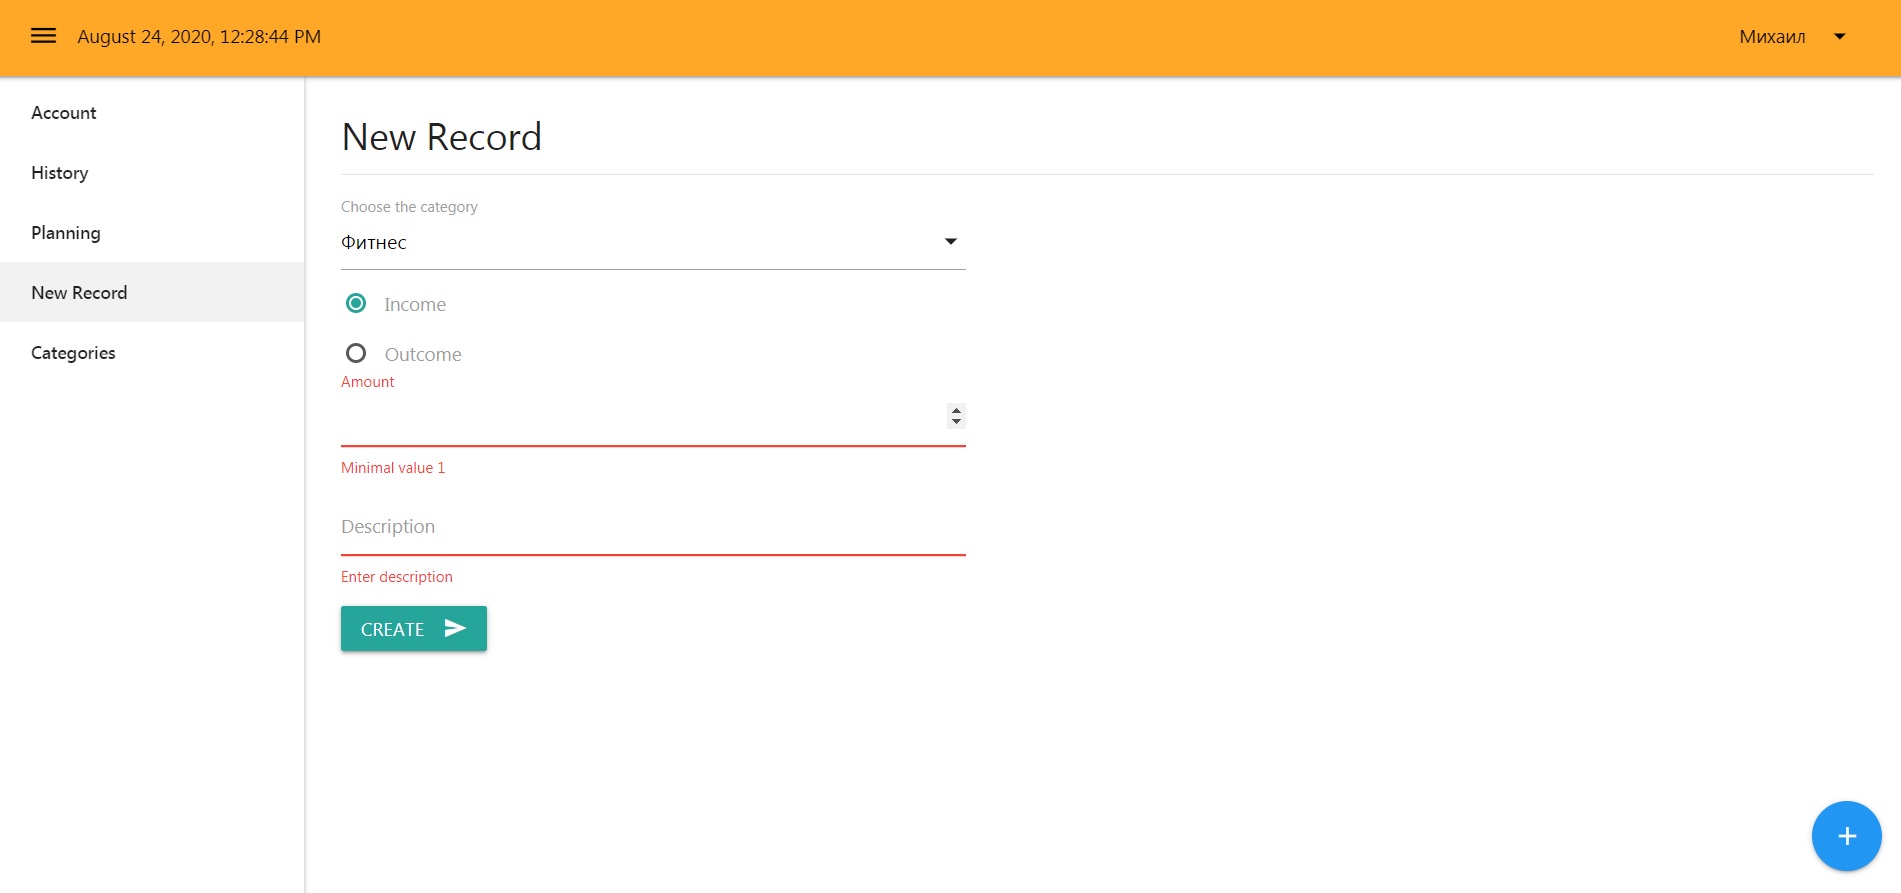 August 24, 2020, 12:28:44 PM
Михаил
Account
History
Planning
New Record
Categories
New Record
Choose the category
Фитнес
Income
Outcome
Amount
Minimal value 1
Description
Enter description
CREATE